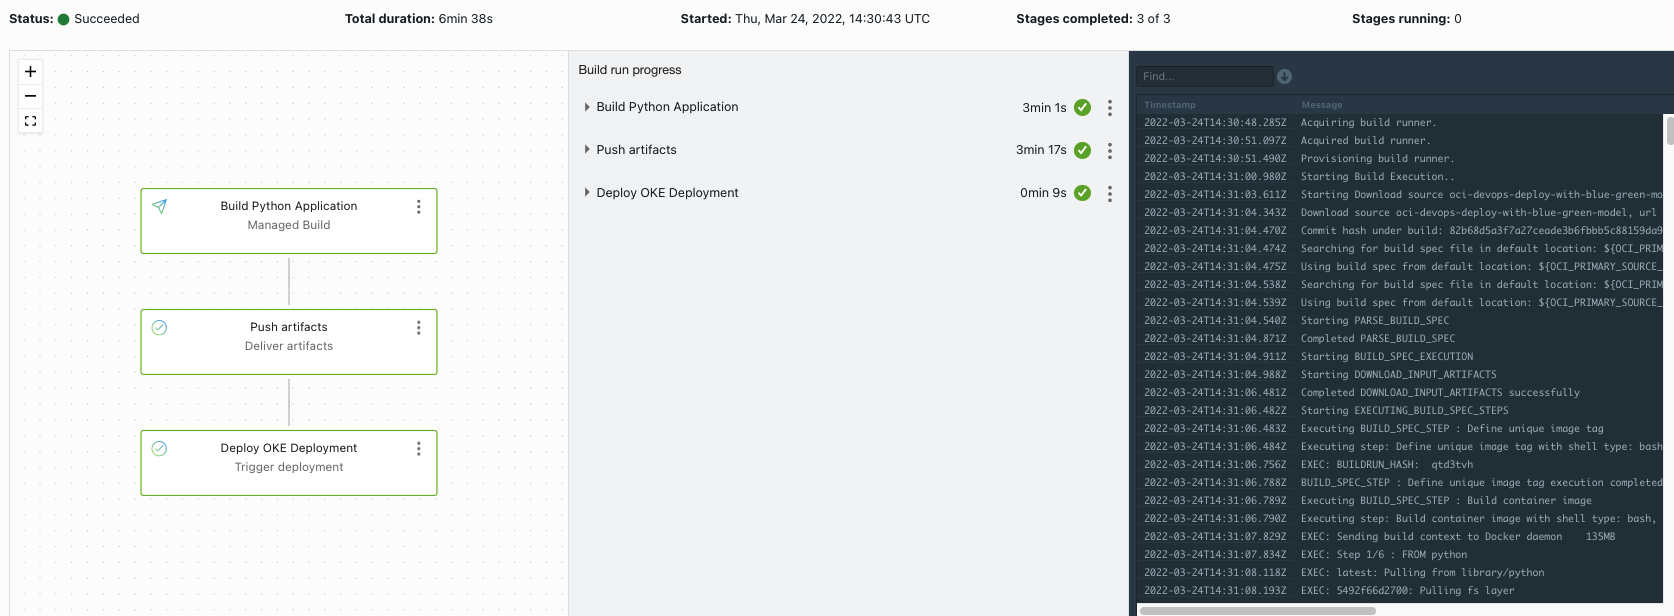 Status: Succeeded Total duration: 6min 38s Started: Thu, Mar 24, 2022, 14:30:43 UTC Stages completed: 3 of 3 Stages running: 0
Build Python Application
Managed Build
Push artifacts
Deliver artifacts
Deploy OKE Deployment
Trigger deployment
Build run progress
Build Python Application 3min 1s
Push artifacts 3min 17s
Deploy OKE Deployment 0min 9s
Find...
Timestamp Message
2022-03-24T14:30:48.285Z Acquiring build runner.
2022-03-24T14:30:51.097Z Acquired build runner.
2022-03-24T14:30:51.490Z Provisioning build runner.
2022-03-24T14:31:00.980Z Starting Build Execution..
2022-03-24T14:31:03.611Z Starting Download source oci-devops-deploy-with-blue-green-mo
2022-03-24T14:31:04.343Z Download source oci-devops-deploy-with-blue-green-model, url
2022-03-24T14:31:04.470Z Commit hash under build: 82b68d5a3f7a27ceade3b6fbbb5c88159da9
2022-03-24T14:31:04.474Z Searching for build spec file in default location: ${OCI_PRIM
2022-03-24T14:31:04.475Z Using build spec from default location: ${OCI_PRIMARY_SOURCE_
2022-03-24T14:31:04.538Z Searching for build spec file in default location: ${OCI_PRIM
2022-03-24T14:31:04.539Z Using build spec from default location: ${OCI_PRIMARY_SOURCE_
2022-03-24T14:31:04.540Z Starting PARSE_BUILD_SPEC
2022-03-24T14:31:04.871Z Completed PARSE_BUILD_SPEC
2022-03-24T14:31:04.911Z Starting BUILD_SPEC_EXECUTION
2022-03-24T14:31:04.988Z Starting DOWNLOAD_INPUT_ARTIFACTS
2022-03-24T14:31:06.481Z Completed DOWNLOAD_INPUT_ARTIFACTS successfully
2022-03-24T14:31:06.482Z Starting EXECUTING_BUILD_SPEC_STEPS
2022-03-24T14:31:06.483Z Executing BUILD_SPEC_STEP : Define unique image tag
2022-03-24T14:31:06.484Z Executing step: Define unique image tag with shell type: bash
2022-03-24T14:31:06.756Z EXEC: BUILDRUN_HASH: qtd3tvh
2022-03-24T14:31:06.788Z BUILD_SPEC_STEP : Define unique image tag execution completed
2022-03-24T14:31:06.789Z Executing BUILD_SPEC_STEP : Build container image
2022-03-24T14:31:06.790Z Executing step: Build container image with shell type: bash,
2022-03-24T14:31:07.829Z EXEC: Sending build context to Docker daemon 135MB
2022-03-24T14:31:07.834Z EXEC: Step 1/6 : FROM python
2022-03-24T14:31:08.118Z EXEC: latest: Pulling from library/python
2022-03-24T14:31:08.193Z EXEC: 5492f66d2700: Pulling fs layer